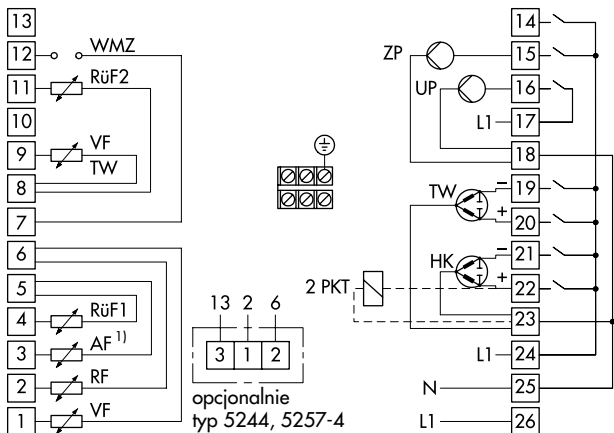 13
12 WMZ
11 RüF2
10
9 VF
TW
8
7
6
5
4 RüF1
3 AF 1)
2 RF
1 VF
13 2 6
3 1 2
opcjonalnie
typ 5244, 5257-4
14
ZP 15
UP 16
L1 17
18
TW − 19
+ 20
HK − 21
2 PKT + 22
23
L1 24
N 25
L1 26